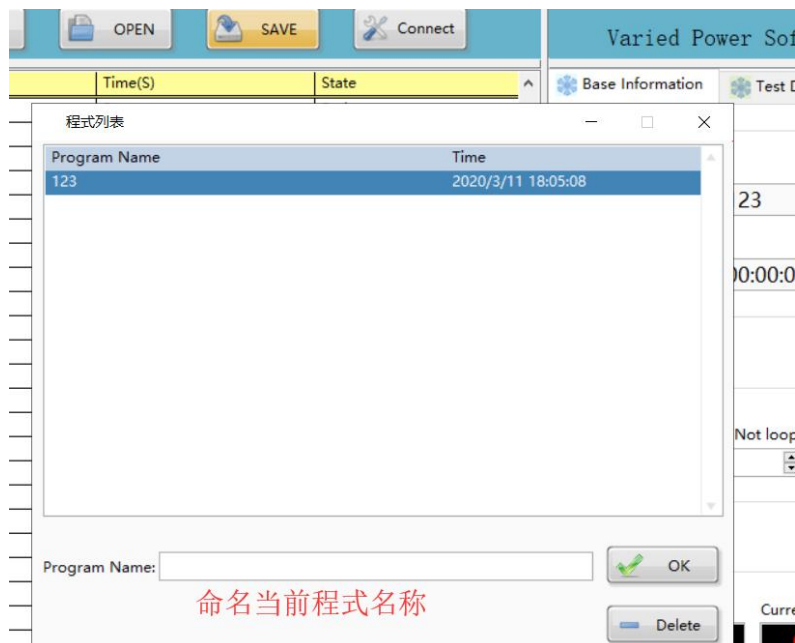 OPEN
SAVE
Connect
Varied Power Sof
Time(S)
State
Base Information
Test D
程式列表
Program Name
Time
123
2020/3/11 18:05:08
23
00:00:0
Not loop
Program Name:
OK
命名当前程式名称
Delete
Curre